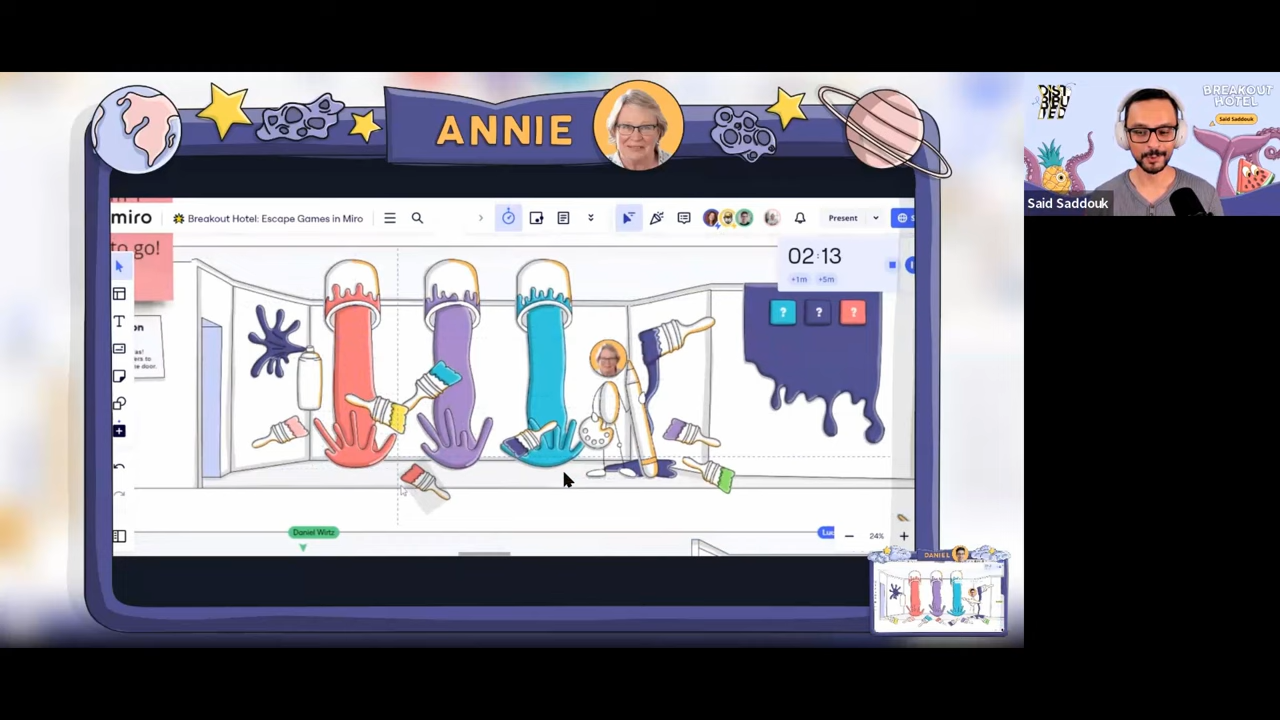 ANNIE
DISTRIBUTED
BREAKOUT
HOTEL
Said Saddouk
Said Saddouk
miro
Breakout Hotel: Escape Games in Miro
Present
to go!
02:13
+1m +5m
? ? ?
Daniel Wirtz
24%
DANIEL